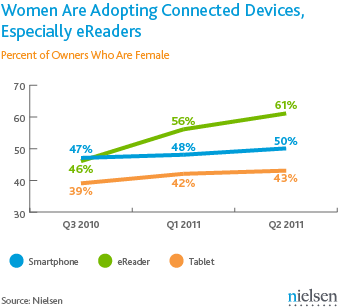 Women Are Adopting Connected Devices,
Especially eReaders
Percent of Owners Who Are Female
70
60
50
40
30
47%
46%
39%
56%
48%
42%
61%
50%
43%
Q3 2010 Q1 2011 Q2 2011
Smartphone eReader Tablet
Source: Nielsen
nielsen